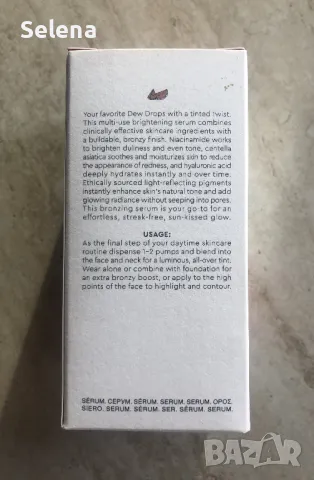 Selena
Your favorite Dew Drops with a tinted twist.
This multi-use brightening serum combines
clinically effective skincare ingredients with
a buildable, bronzy finish. Niacinamide works
to brighten dullness and even tone, centella
asiatica soothes and moisturizes skin to reduce
the appearance of redness, and hyaluronic acid
deeply hydrates instantly and over time.
Ethically sourced light-reflecting pigments
instantly enhance skin's natural tone and add
glowing radiance without seeping into pores.
This bronzing serum is your go-to for an
effortless, streak-free, sun-kissed glow.
USAGE:
As the final step of your daytime skincare
routine dispense 1-2 pumps and blend into
the face and neck for a luminous, all-over tint.
Wear alone or combine with foundation for
an extra bronzy boost, or apply to the high
points of the face to highlight and contour.
SÉRUM. СЕРУМ. SÉRUM. SERUM. SERUM. ΟΡΟΣ.
SIERO. SERUM. SÉRUM. SER. SÉRUM. SERUM.
BAZAR